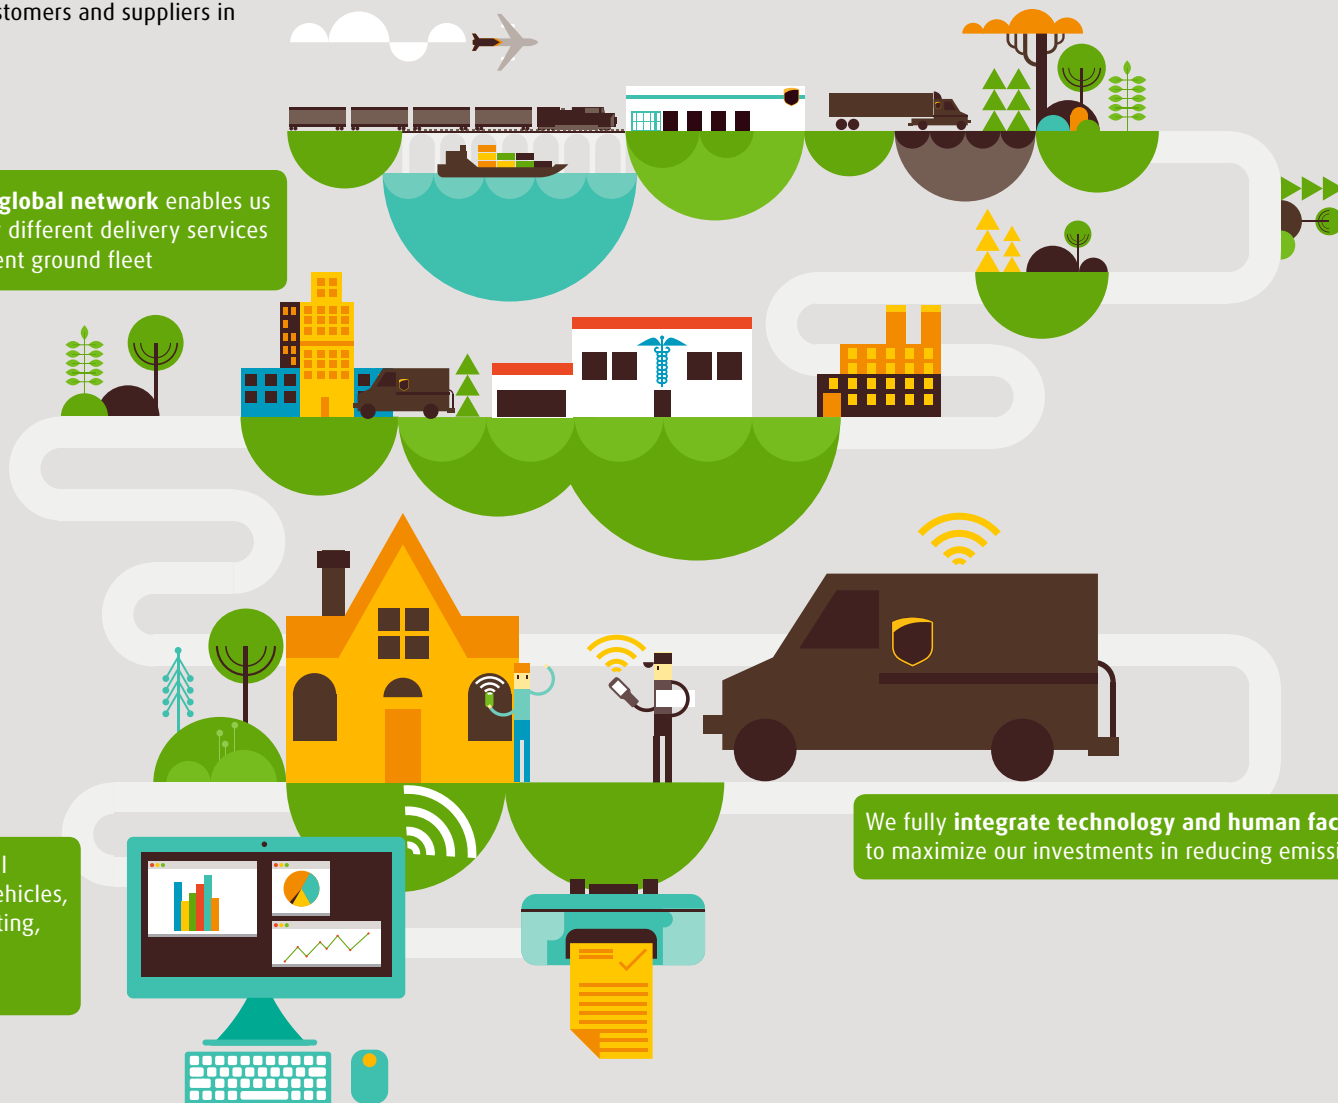 stomers and suppliers in
global network enables us
different delivery services
ent ground fleet
We fully integrate technology and human fac
to maximize our investments in reducing emissi
l
ehicles,
ting,